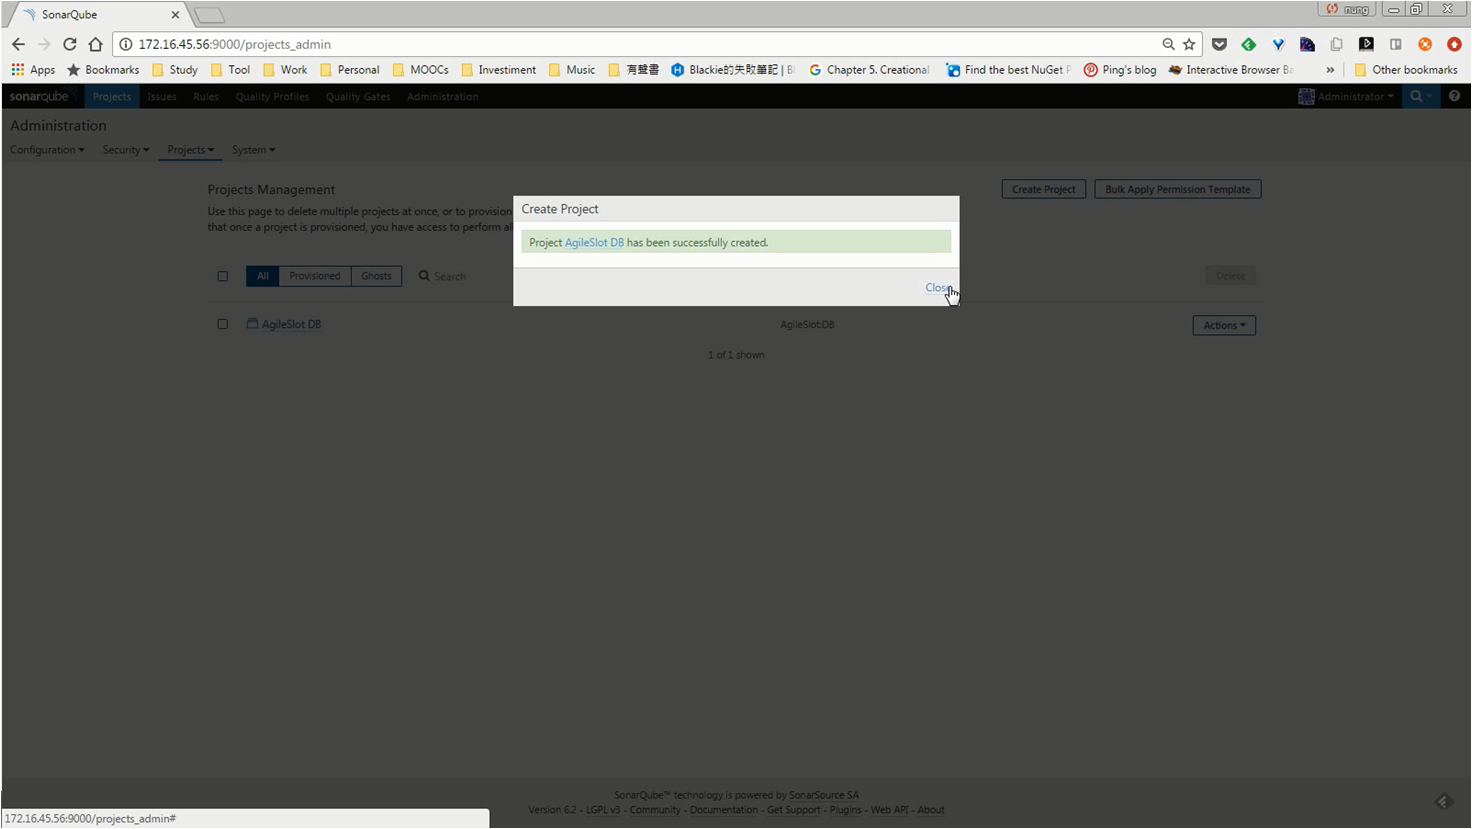 SonarQube
nung
172.16.45.56:9000/projects_admin
Apps Bookmarks Study Tool Work Personal MOOCs Investiment Music 有聲書 Blackie的失敗筆記 | Bl Chapter 5. Creational Find the best NuGet P Ping's blog Interactive Browser Ba » Other bookmarks
sonarqube Projects Issues Rules Quality Profiles Quality Gates Administration Administrator
Administration
Configuration Security Projects System
Projects Management
Create Project Bulk Apply Permission Template
Use this page to delete multiple projects at once, or to provision
that once a project is provisioned, you have access to perform al
Create Project
Project AgileSlot DB has been successfully created.
Close
All Provisioned Ghosts Search Delete
AgileSlot DB AgileSlot:DB Actions
1 of 1 shown
SonarQube™ technology is powered by SonarSource SA
Version 6.2 - LGPL v3 - Community - Documentation - Get Support - Plugins - Web API - About
172.16.45.56:9000/projects_admin#